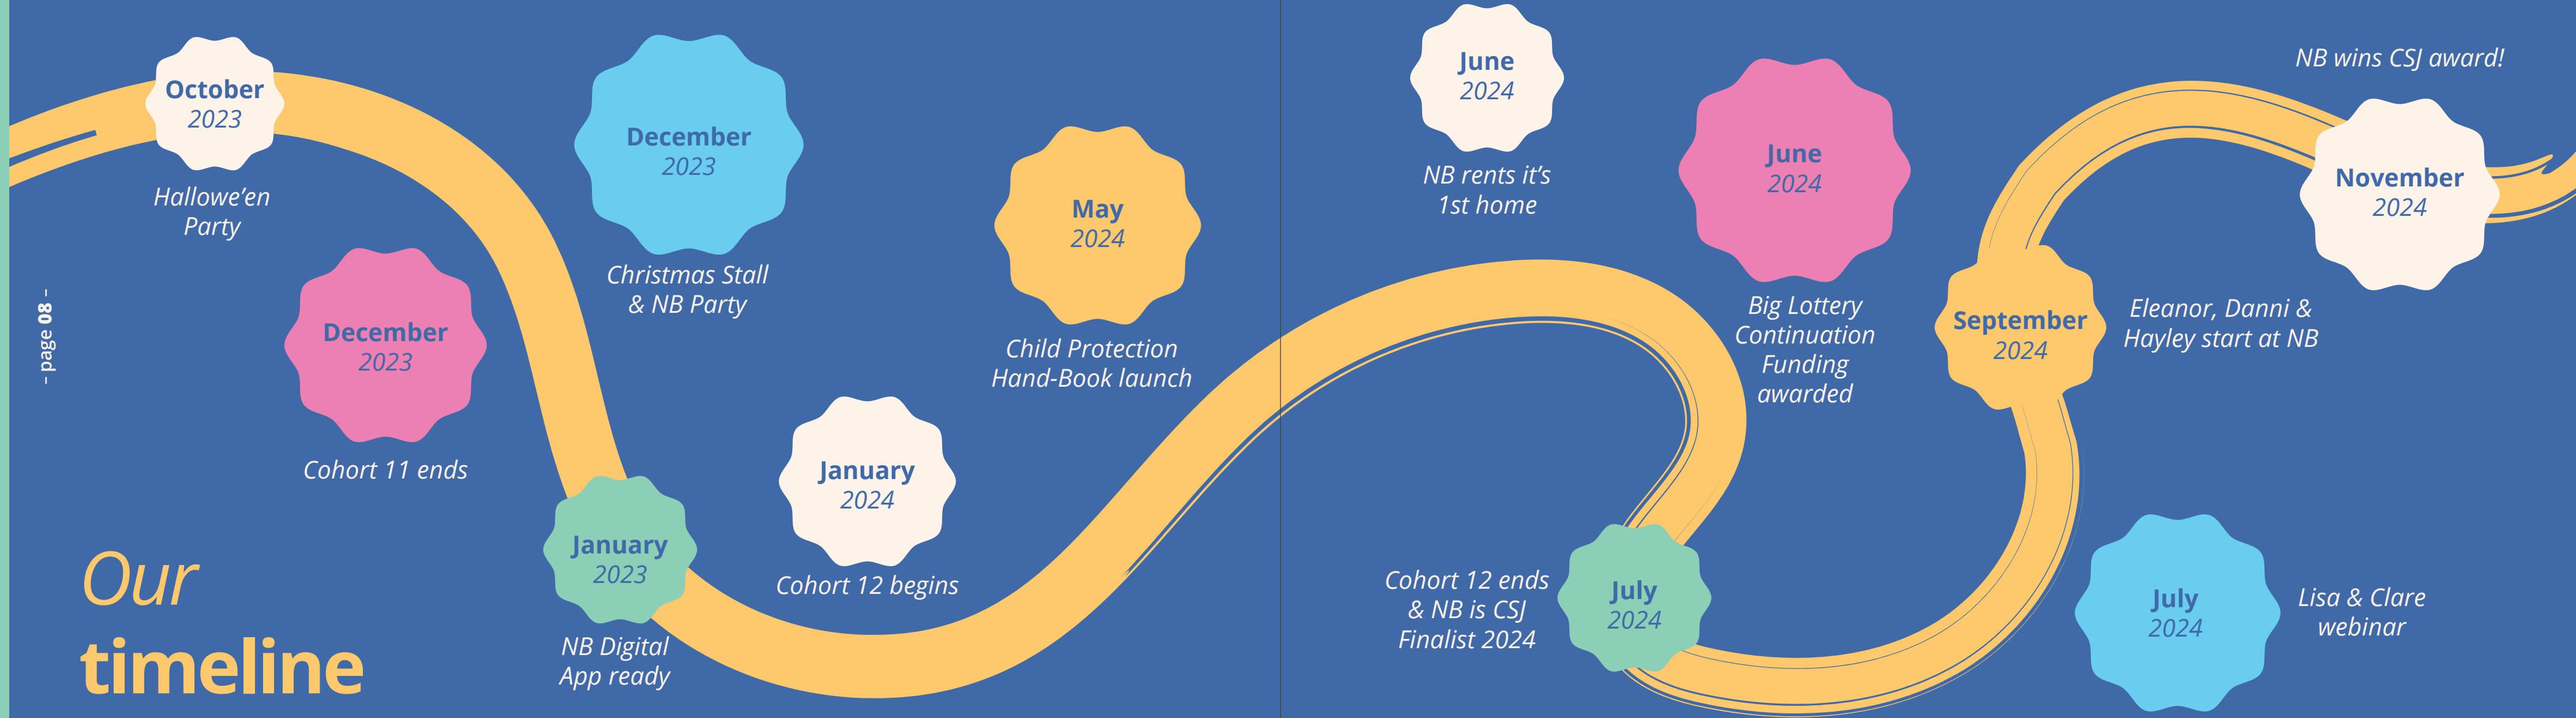 October
2023
Hallowe’en
Party
December
2023
Cohort 11 ends
December
2023
Christmas Stall
& NB Party
January
2023
NB Digital
App ready
January
2024
Cohort 12 begins
May
2024
Child Protection
Hand-Book launch
June
2024
NB rents it’s
1st home
June
2024
Big Lottery
Continuation
Funding
awarded
July
2024
Cohort 12 ends
& NB is CSJ
Finalist 2024
July
2024
Lisa & Clare
webinar
September
2024
Eleanor, Danni &
Hayley start at NB
November
2024
NB wins CSJ award!
– page 08 –
Our
timeline